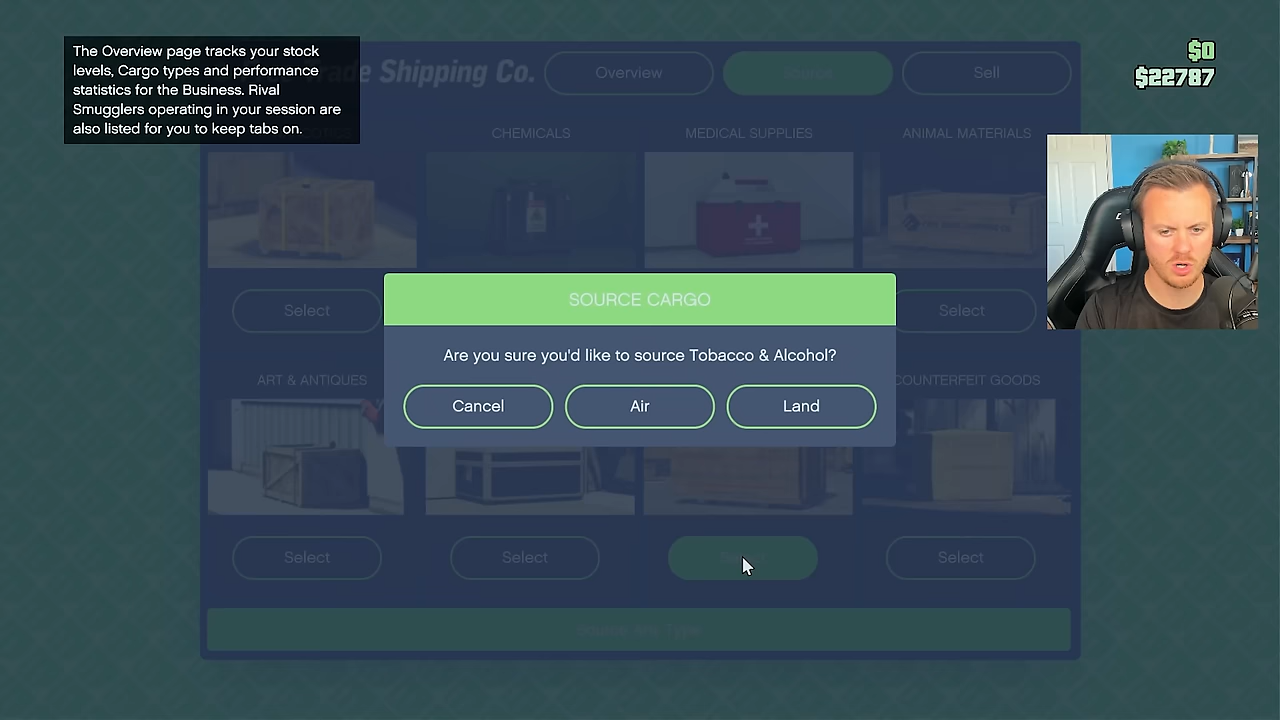 The Overview page tracks your stock
levels, Cargo types and performance
statistics for the Business. Rival
Smugglers operating in your session are
also listed for you to keep tabs on.
$0
$22787
Shipping Co.
Overview
Source
Sell
CHEMICALS
MEDICAL SUPPLIES
ANIMAL MATERIALS
Select
Select
SOURCE CARGO
Are you sure you'd like to source Tobacco & Alcohol?
Cancel
Air
Land
ART & ANTIQUES
COUNTERFEIT GOODS
Select
Select
Select